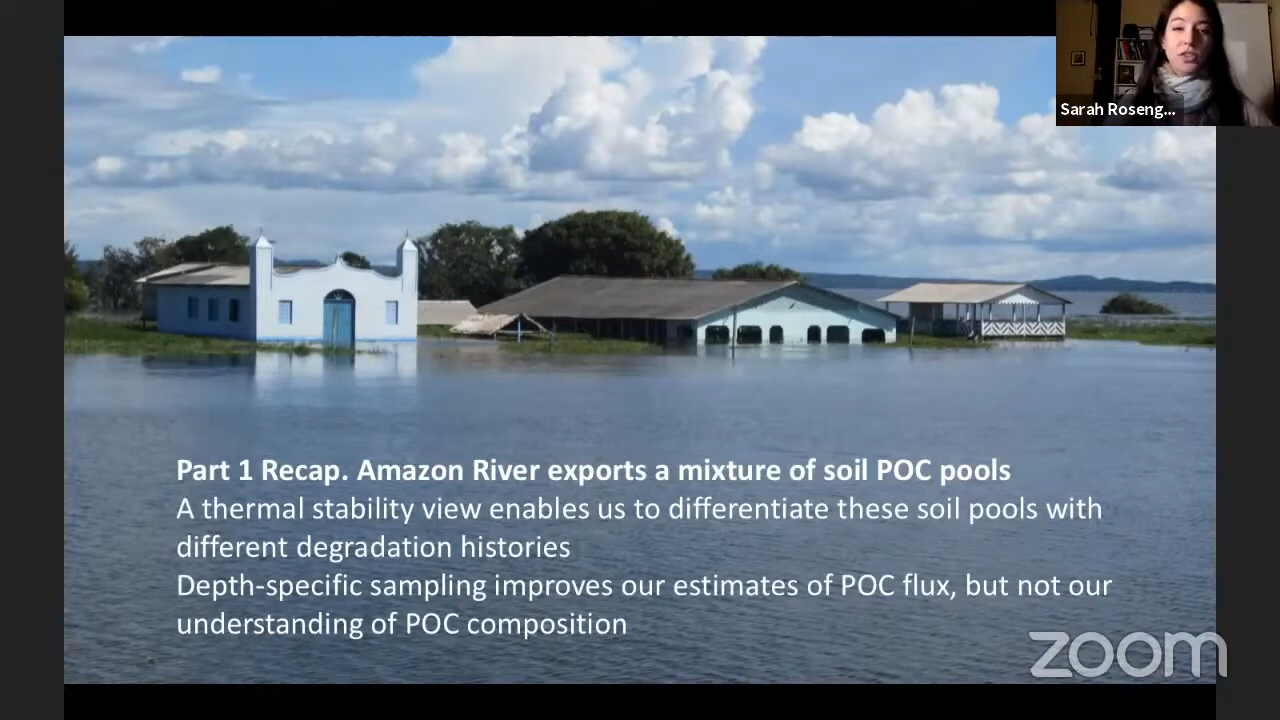 Sarah Roseng...
Part 1 Recap. Amazon River exports a mixture of soil POC pools
A thermal stability view enables us to differentiate these soil pools with
different degradation histories
Depth-specific sampling improves our estimates of POC flux, but not our
understanding of POC composition
zoom